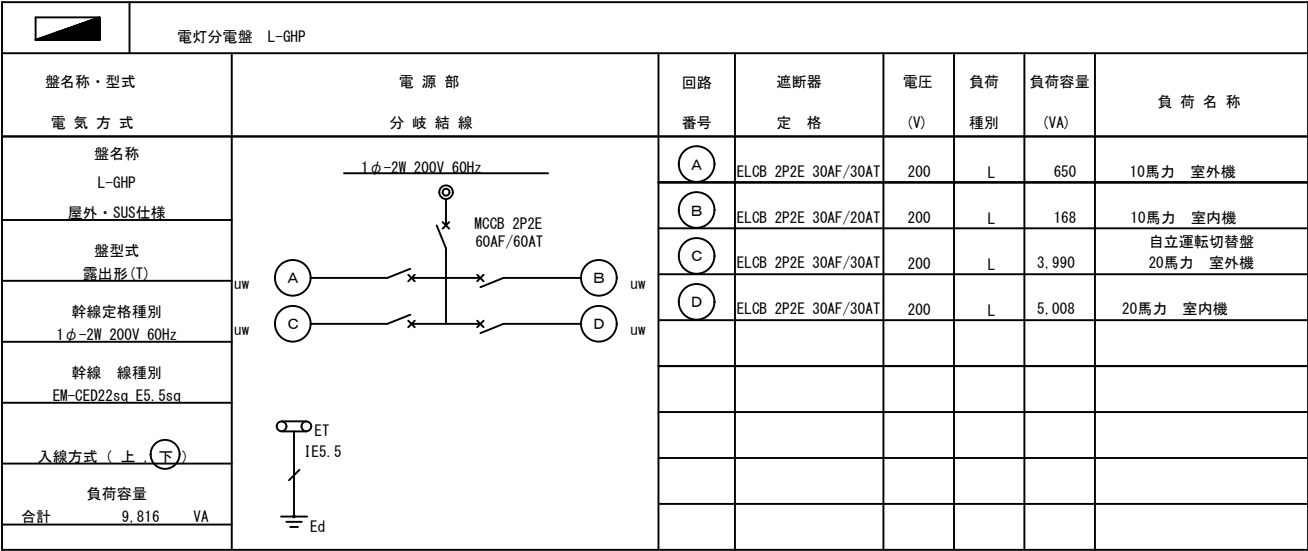 電灯分電盤 L-GHP
盤名称・型式
電気方式
電源部
分岐結線
回路
番号
遮断器
定格
電圧
(V)
負荷
種別
負荷容量
(VA)
負荷名称
盤名称
L-GHP
屋外・SUS仕様
盤型式
露出形(T)
幹線定格種別
1φ-2W 200V 60Hz
幹線 線種別
EM-CED22sq E5.5sq
入線方式 ( 上 . 下 )
負荷容量
合計 9,816 VA
1φ-2W 200V 60Hz
MCCB 2P2E
60AF/60AT
uw A B uw
uw C D uw
ET
IE5.5
Ed
A ELCB 2P2E 30AF/30AT 200 L 650 10馬力 室外機
B ELCB 2P2E 30AF/20AT 200 L 168 10馬力 室内機
自立運転切替盤
C ELCB 2P2E 30AF/30AT 200 L 3,990 20馬力 室外機
D ELCB 2P2E 30AF/30AT 200 L 5,008 20馬力 室内機